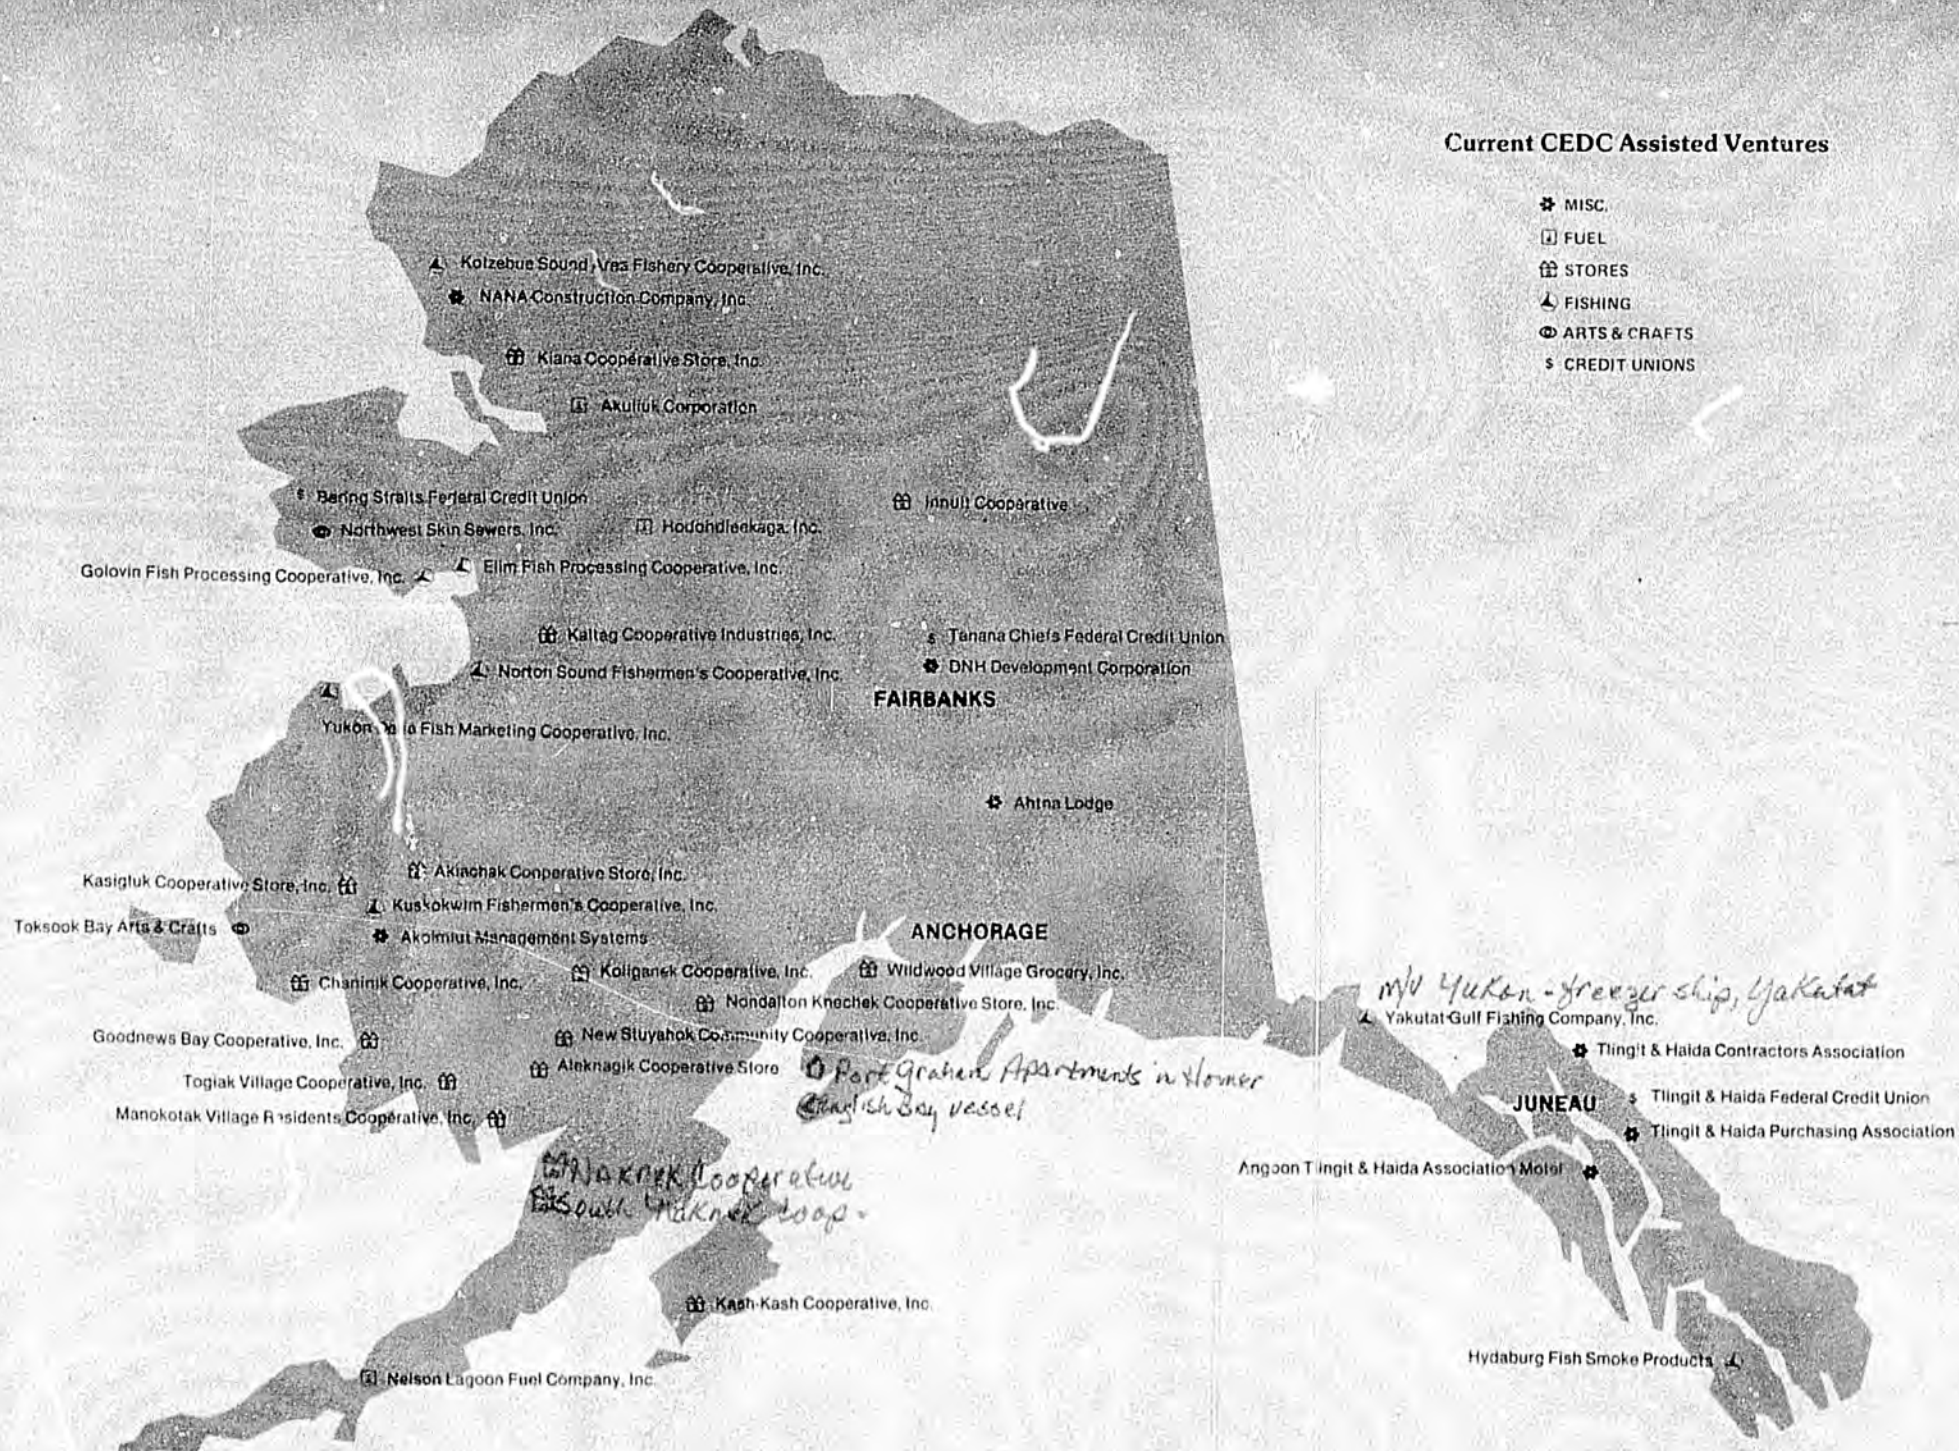 Current CEDC Assisted Ventures
MISC.
FUEL
STORES
FISHING
ARTS & CRAFTS
$ CREDIT UNIONS
Kotzebue Sound Area Fishery Cooperative, Inc.
NANA Construction Company, Inc.
Kiana Cooperative Store, Inc.
Akuliuk Corporation
$ Bering Straits Federal Credit Union
Innuit Cooperative
Northwest Skin Sewers, Inc.
Hodohdleekaga, Inc.
Elim Fish Processing Cooperative, Inc.
Golovin Fish Processing Cooperative, Inc.
Kaltag Cooperative Industries, Inc.
$ Tanana Chiefs Federal Credit Union
Norton Sound Fishermen's Cooperative, Inc.
DNH Development Corporation
FAIRBANKS
Yukon Delta Fish Marketing Cooperative, Inc.
Ahtna Lodge
Akiachak Cooperative Store, Inc.
Kasigluk Cooperative Store, Inc.
Kuskokwim Fishermen's Cooperative, Inc.
Toksook Bay Arts & Crafts
Akolmiut Management Systems
ANCHORAGE
Koliganek Cooperative, Inc.
Wildwood Village Grocery, Inc.
Chaninik Cooperative, Inc.
M/V Yukon - freezer ship, Yakutat
Nondalton Knechek Cooperative Store, Inc.
Yakutat Gulf Fishing Company, Inc.
Goodnews Bay Cooperative, Inc.
New Stuyahok Community Cooperative, Inc.
Tlingit & Haida Contractors Association
Aleknagik Cooperative Store
Port Graham Apartments in Homer
Togiak Village Cooperative, Inc.
English Bay vessel
JUNEAU
$ Tlingit & Haida Federal Credit Union
Manokotak Village Residents Cooperative, Inc.
Tlingit & Haida Purchasing Association
Naknek Cooperative
South Naknek Coop.
Angoon Tlingit & Haida Association Motel
Kash-Kash Cooperative, Inc.
Hydaburg Fish Smoke Products
Nelson Lagoon Fuel Company, Inc.